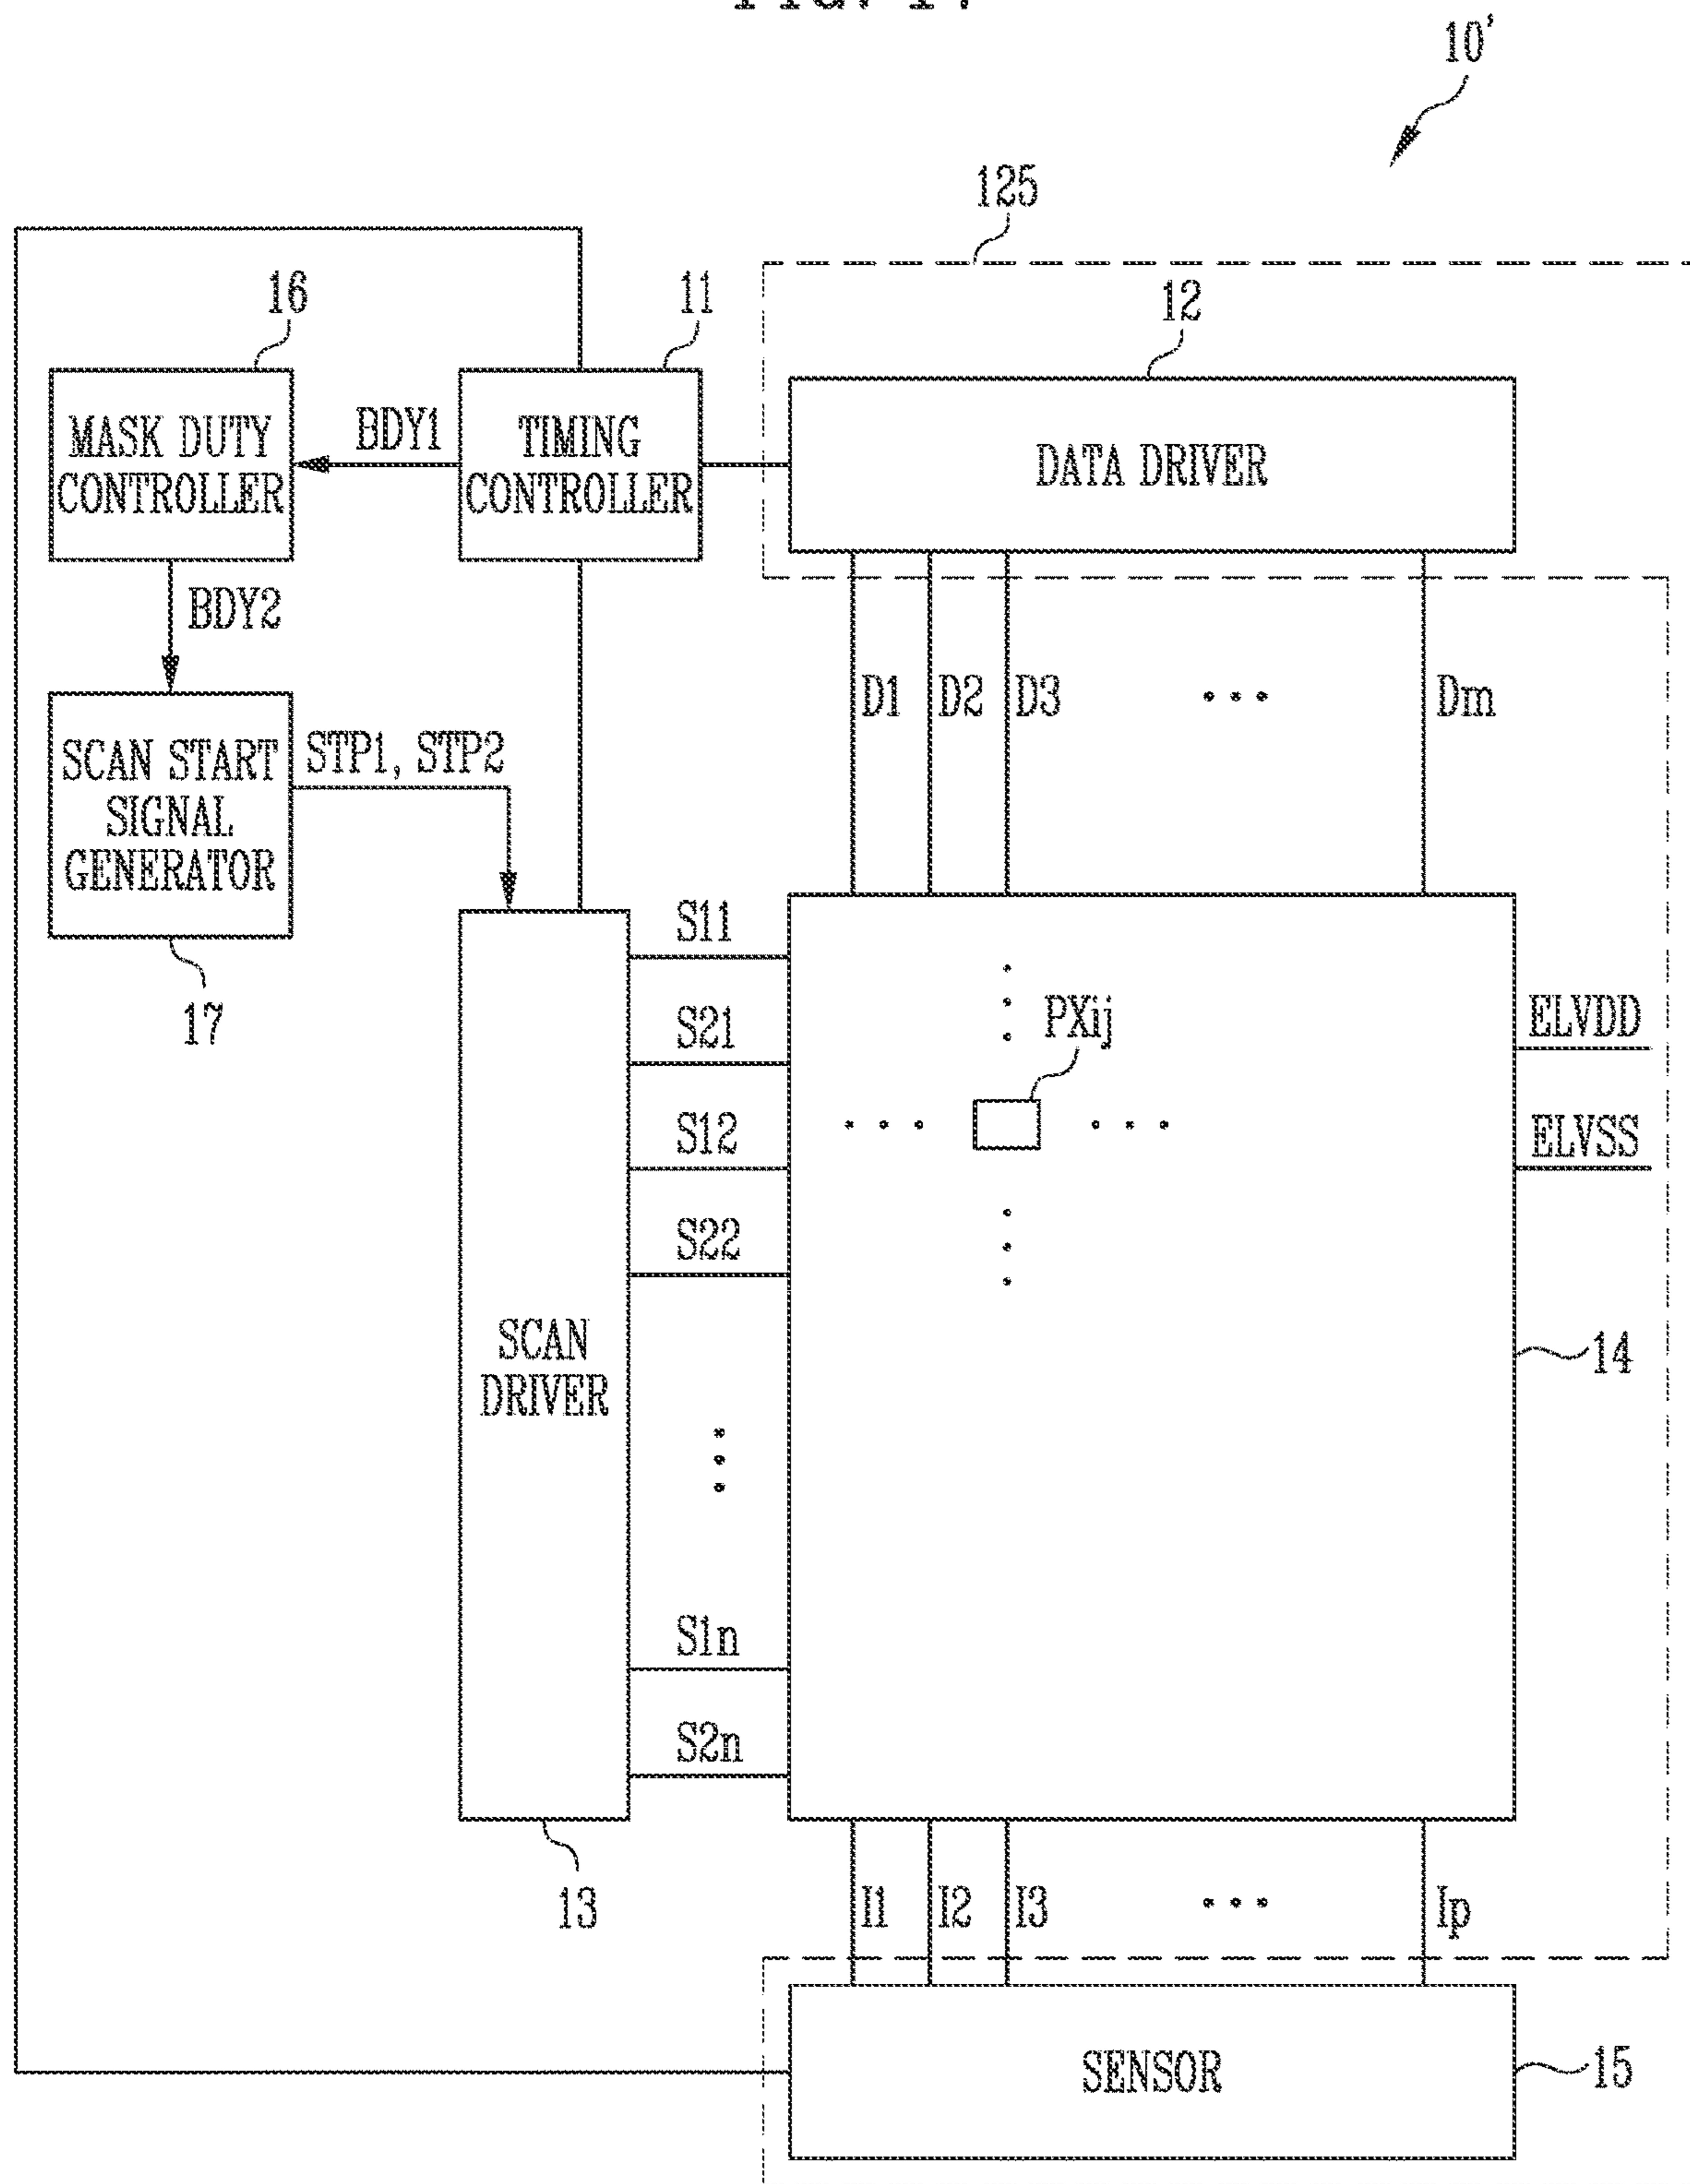 10'
125
16
11
12
MASK DUTY
CONTROLLER
BDY1
TIMING
CONTROLLER
DATA DRIVER
BDY2
D1
D2
D3
Dm
SCAN START
SIGNAL
GENERATOR
STP1, STP2
17
S11
S21
S12
S22
PXij
ELVDD
ELVSS
SCAN
DRIVER
14
S1n
S2n
13
I1
I2
I3
Ip
SENSOR
15